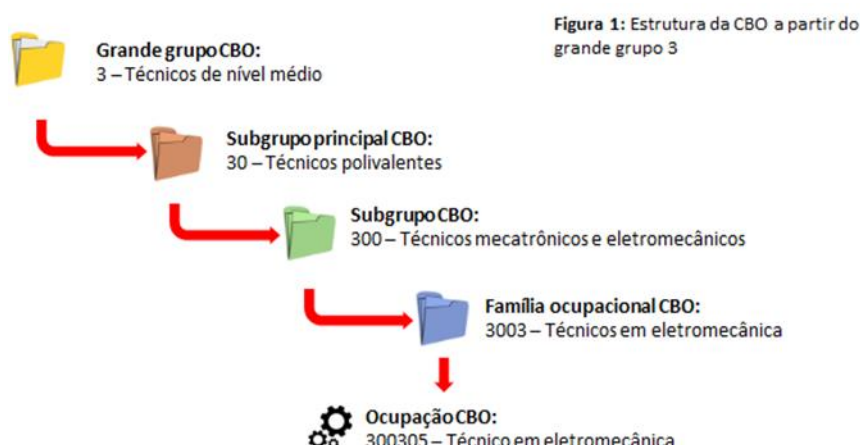 Figura 1: Estrutura da CBO a partir do
grande grupo 3
Grande grupo CBO:
3 – Técnicos de nível médio
Subgrupo principal CBO:
30 – Técnicos polivalentes
Subgrupo CBO:
300 – Técnicos mecatrônicos e eletromecânicos
Família ocupacional CBO:
3003 – Técnicos em eletromecânica
Ocupação CBO:
300305 – Técnico em eletromecânica